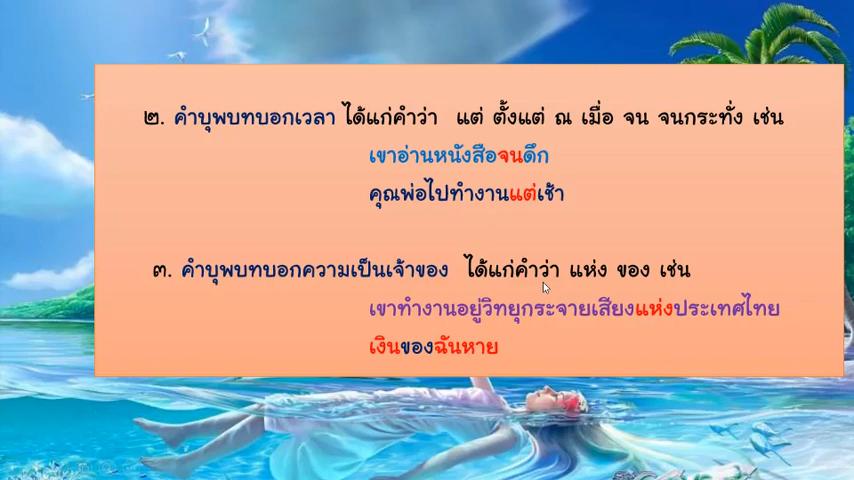 ๒. คำบุพบทบอกเวลา ได้แก่คำว่า แต่ ตั้งแต่ ณ เมื่อ จน จนกระทั่ง เช่น
เขาอ่านหนังสือจนดึก
คุณพ่อไปทำงานแต่เช้า
๓. คำบุพบทบอกความเป็นเจ้าของ ได้แก่คำว่า แห่ง ของ เช่น
เขาทำงานอยู่วิทยุกระจายเสียงแห่งประเทศไทย
เงินของฉันหาย